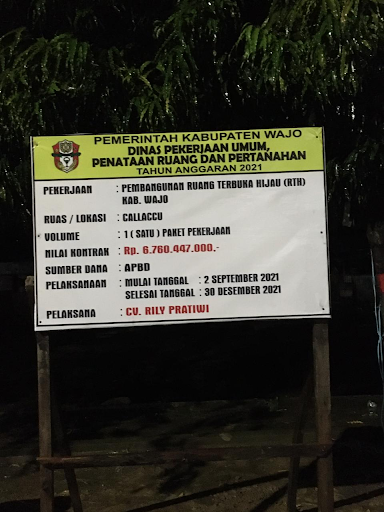 PEMERINTAH KABUPATEN WAJO
DINAS PEKERJAAN UMUM,
PENATAAN RUANG DAN PERTANAHAN
TAHUN ANGGARAN 2021
PEKERJAAN : PEMBANGUNAN RUANG TERBUKA HIJAU (RTH)
KAB. WAJO
RUAS / LOKASI : CALLACCU
VOLUME : 1 ( SATU ) PAKET PEKERJAAN
NILAI KONTRAK : Rp. 6.760.447.000.-
SUMBER DANA : APBD
PELAKSANAAN : MULAI TANGGAL : 2 SEPTEMBER 2021
SELESAI TANGGAL : 30 DESEMBER 2021
PELAKSANA : CV. RILY PRATIWI